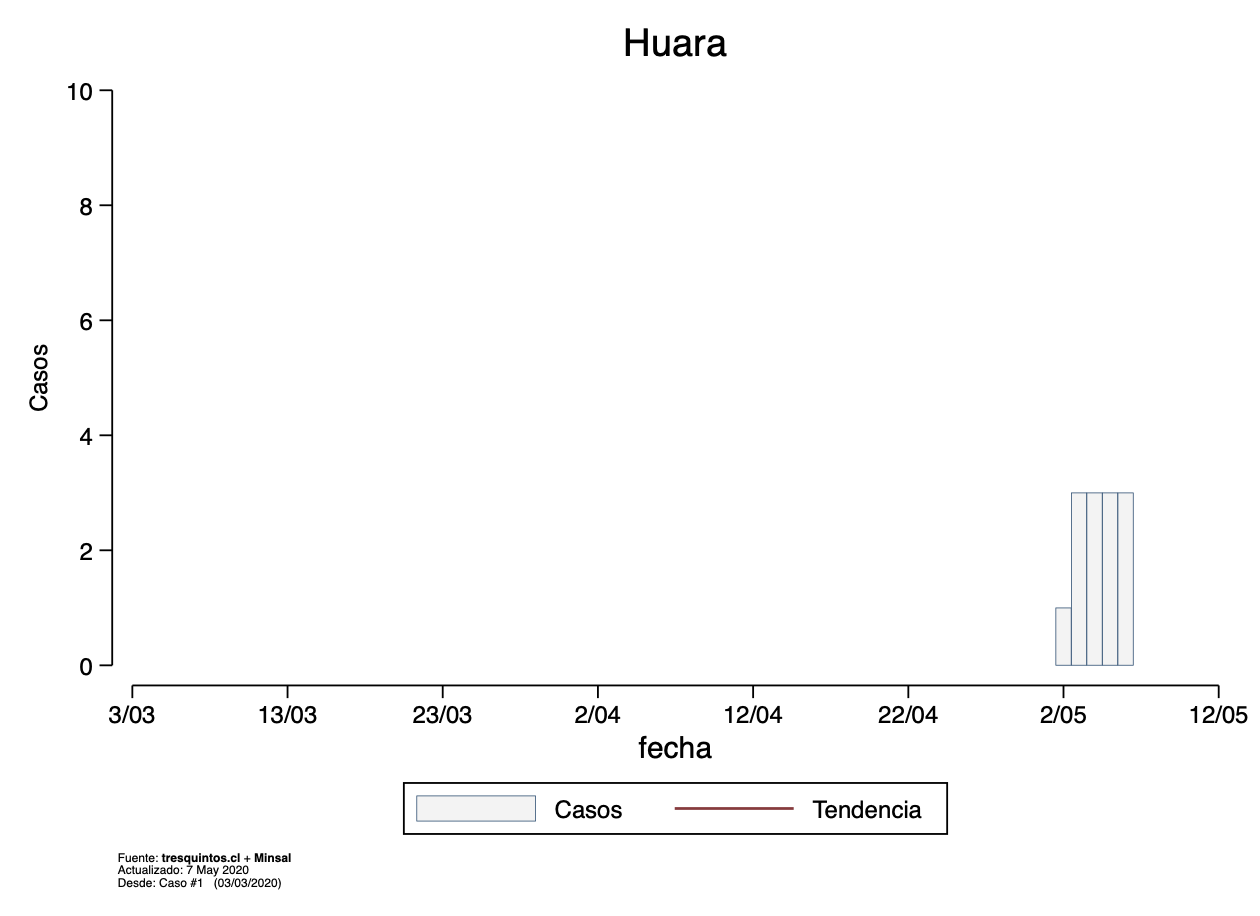 Huara
10
8
6
4
2
0
Casos
3/03 13/03 23/03 2/04 12/04 22/04 2/05 12/05
fecha
Casos Tendencia
Fuente: tresquintos.cl + Minsal
Actualizado: 7 May 2020
Desde: Caso #1 (03/03/2020)